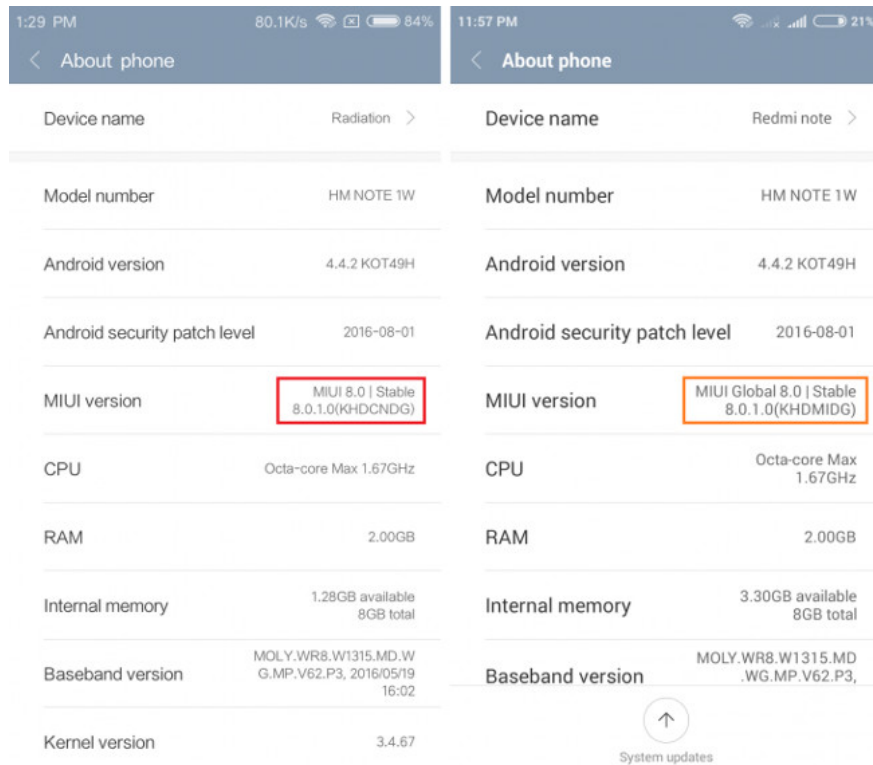 1:29 PM 80.1K/s 84%
About phone
Device name Radiation
Model number HM NOTE 1W
Android version 4.4.2 KOT49H
Android security patch level 2016-08-01
MIUI version MIUI 8.0 | Stable
8.0.1.0(KHDCNDG)
CPU Octa-core Max 1.67GHz
RAM 2.00GB
Internal memory 1.28GB available
8GB total
Baseband version MOLY.WR8.W1315.MD.W
G.MP.V62.P3, 2016/05/19
16:02
Kernel version 3.4.67
11:57 PM 21%
About phone
Device name Redmi note
Model number HM NOTE 1W
Android version 4.4.2 KOT49H
Android security patch level 2016-08-01
MIUI version MIUI Global 8.0 | Stable
8.0.1.0(KHDMIDG)
CPU Octa-core Max
1.67GHz
RAM 2.00GB
Internal memory 3.30GB available
8GB total
Baseband version MOLY.WR8.W1315.MD
.WG.MP.V62.P3,
System updates